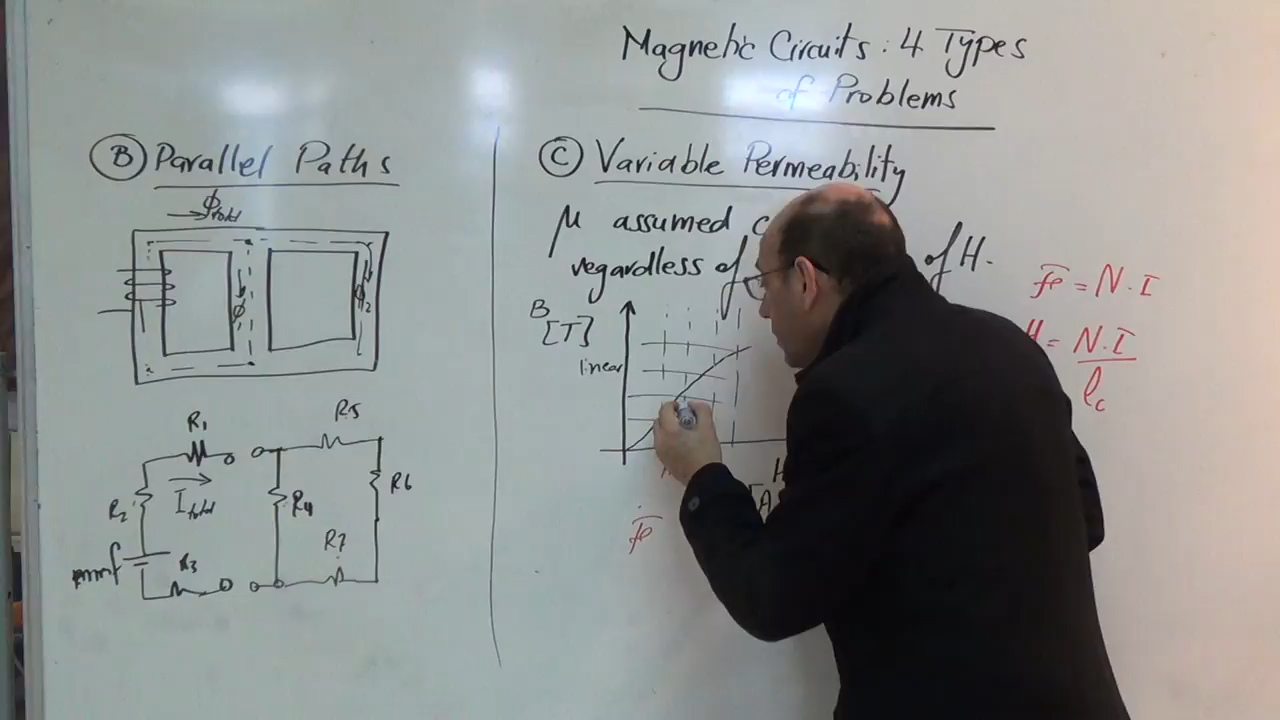 Magnetic Circuits: 4 Types
of Problems
B Parallel Paths
ϕTotal
ϕ
ϕ2
R1
R5
R2
Itotal
R4
R6
mmf
R3
R7
C Variable Permeability
μ assumed
regardless of of H.
B
[T]
linear
H
[A
= N.I
H = N.I
lc